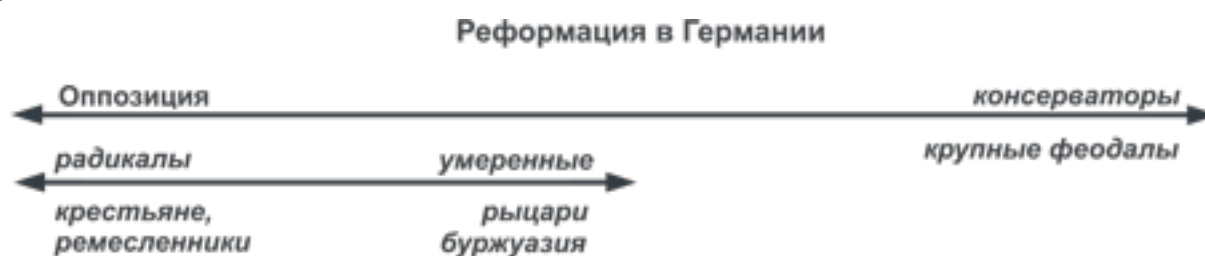 Реформация в Германии
Оппозиция консерваторы
крупные феодалы
радикалы умеренные
крестьяне, рыцари
ремесленники буржуазия